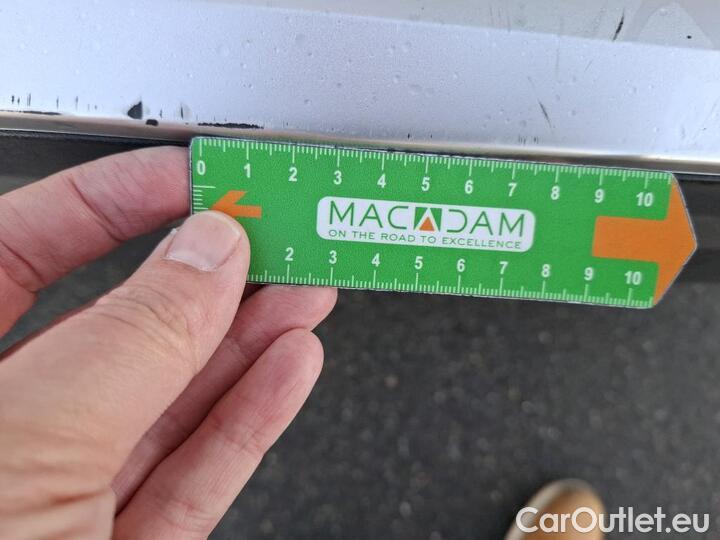 0 1 2 3 4 5 6 7 8 9 10
MACADAM
ON THE ROAD TO EXCELLENCE
2 3 4 5 6 7 8 9 10
CarOutlet.eu